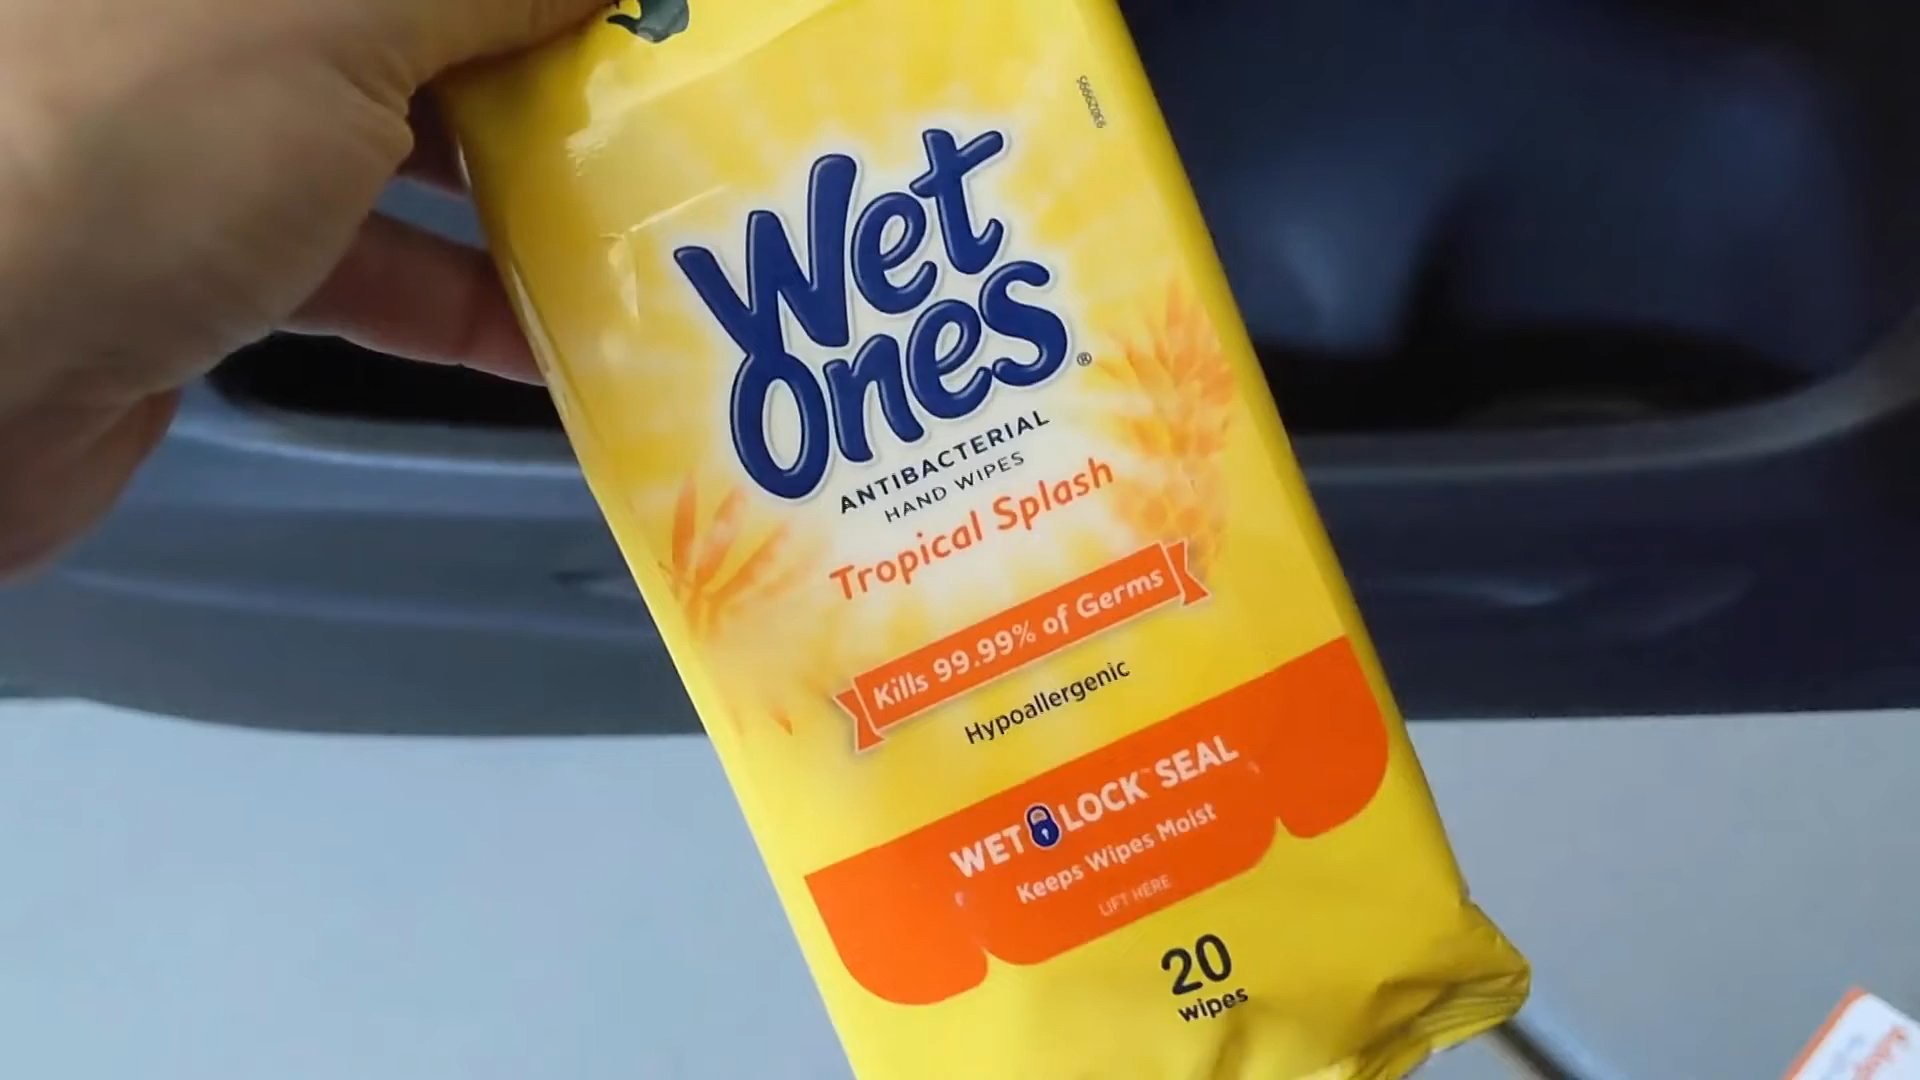 Wet
Ones®
ANTIBACTERIAL
HAND WIPES
Tropical Splash
Kills 99.99% of Germs
Hypoallergenic
WET LOCK™ SEAL
Keeps Wipes Moist
LIFT HERE
20
wipes